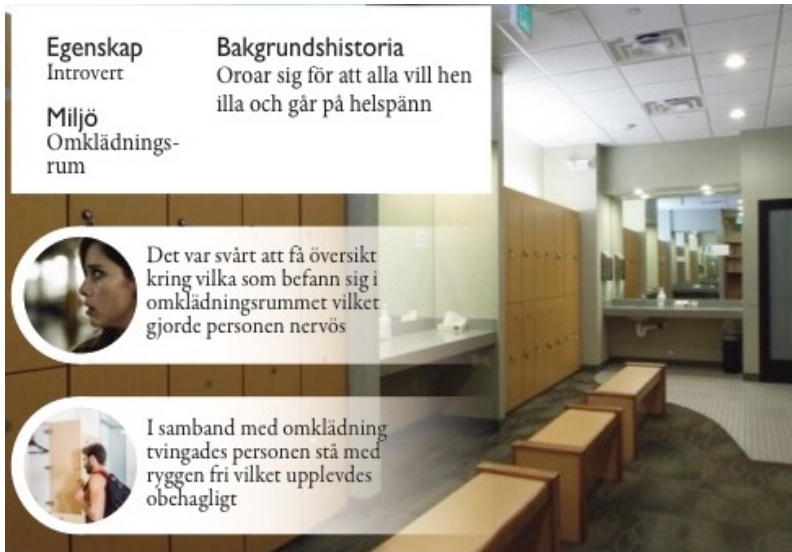 Egenskap
Introvert
Miljö
Omklädnings-
rum
Bakgrundshistoria
Oroar sig för att alla vill hen
illa och går på helspänn
Det var svårt att få översikt
kring vilka som befann sig i
omklädningsrummet vilket
gjorde personen nervös
I samband med omklädning
tvingades personen stå med
ryggen fri vilket upplevdes
obehagligt